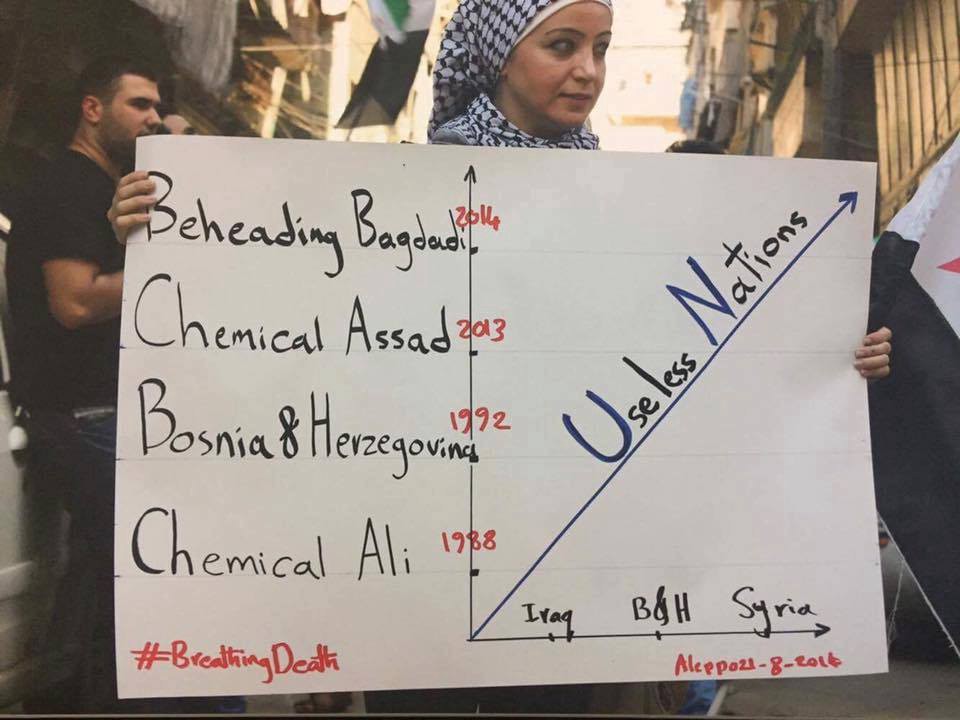 Beheading Bagdadi 2014
Chemical Assad 2013
Bosnia & Herzegovina 1992
Chemical Ali 1988
Useless Nations
Iraq B&H Syria
#BreathingDeath
Aleppo21-8-2014